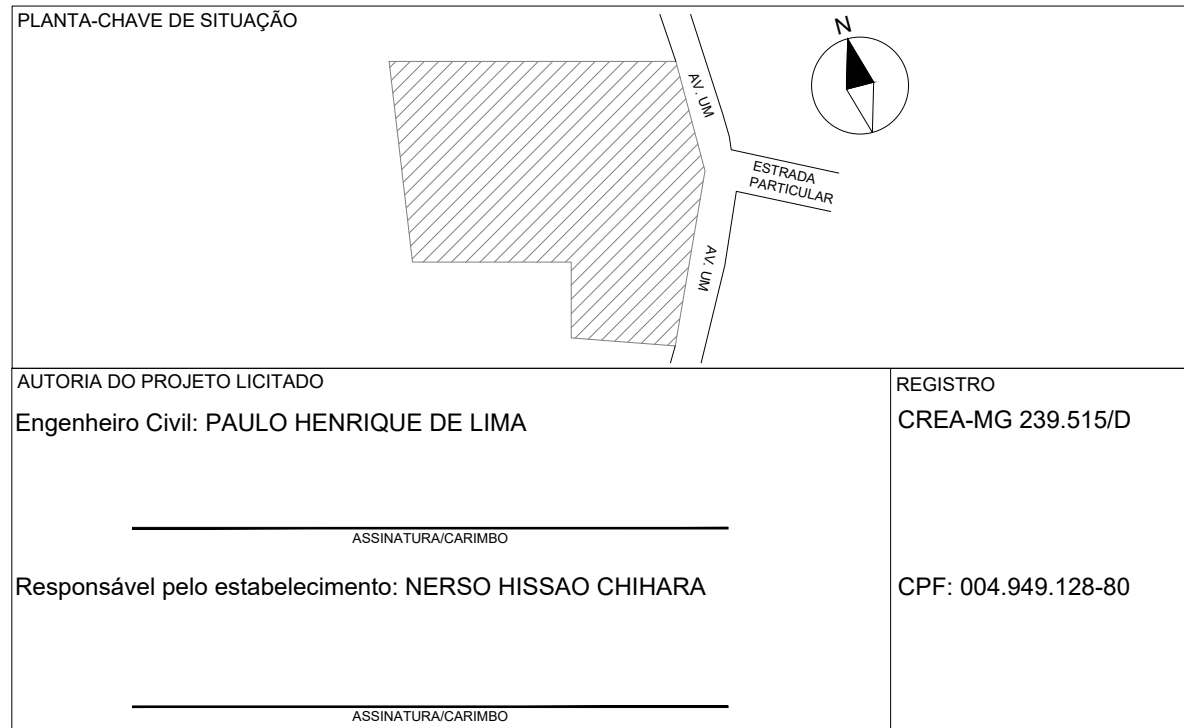 PLANTA-CHAVE DE SITUAÇÃO
N
AV. UM
ESTRADA
PARTICULAR
AV. UM
AUTORIA DO PROJETO LICITADO
REGISTRO
Engenheiro Civil: PAULO HENRIQUE DE LIMA
CREA-MG 239.515/D
ASSINATURA/CARIMBO
Responsável pelo estabelecimento: NERSO HISSAO CHIHARA
CPF: 004.949.128-80
ASSINATURA/CARIMBO